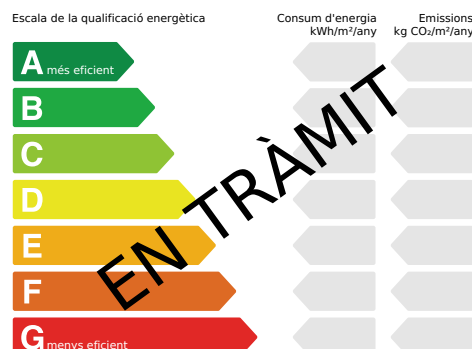 Escala de la qualificació energètica
Consum d'energia
kWh/m²/any
Emissions
kg CO₂/m²/any
A més eficient
B
C
D
E
F
G menys eficient
EN TRÀMIT